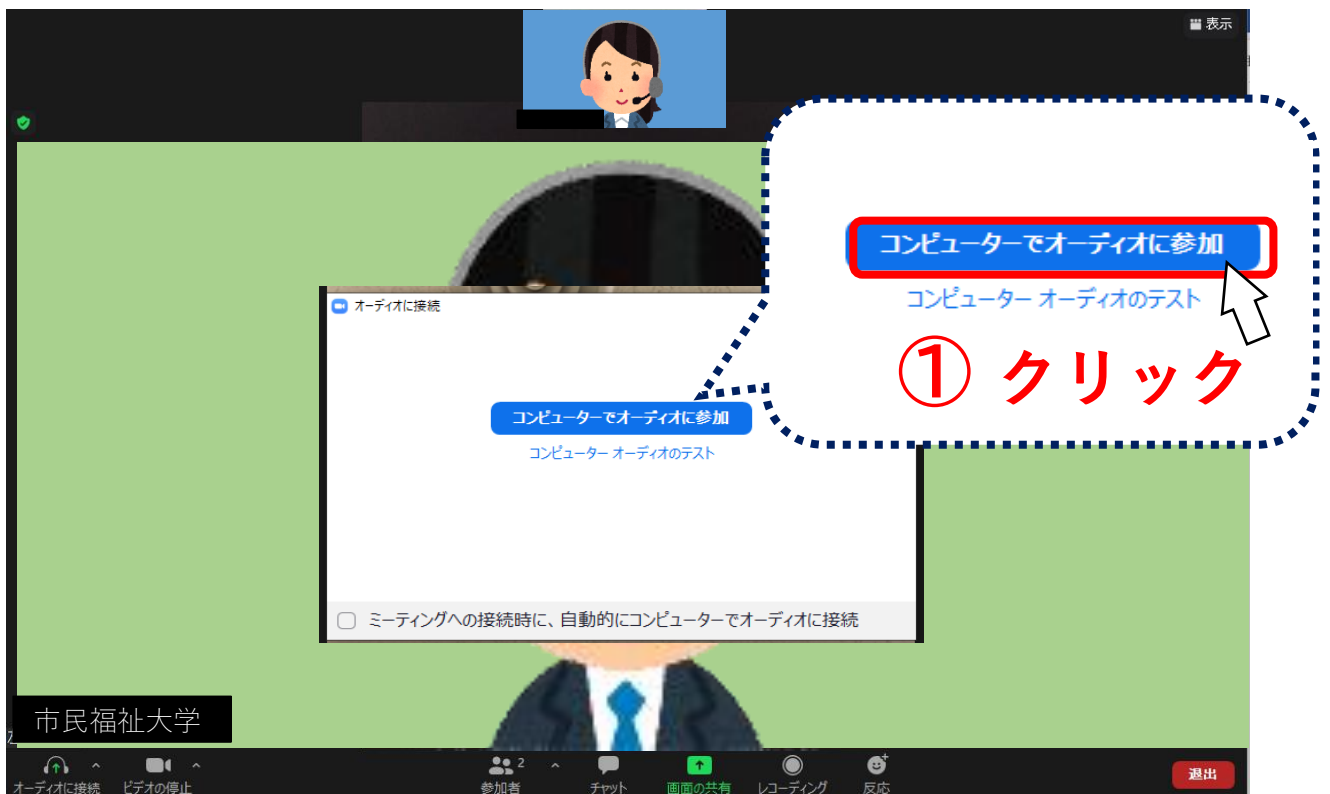 表示
コンピューターでオーディオに参加
コンピューター オーディオのテスト
① クリック
オーディオに接続
コンピューターでオーディオに参加
コンピューター オーディオのテスト
ミーティングへの接続時に、自動的にコンピューターでオーディオに接続
市民福祉大学
オーディオに接続 ビデオの停止 参加者 2 チャット 画面の共有 レコーディング 反応 退出